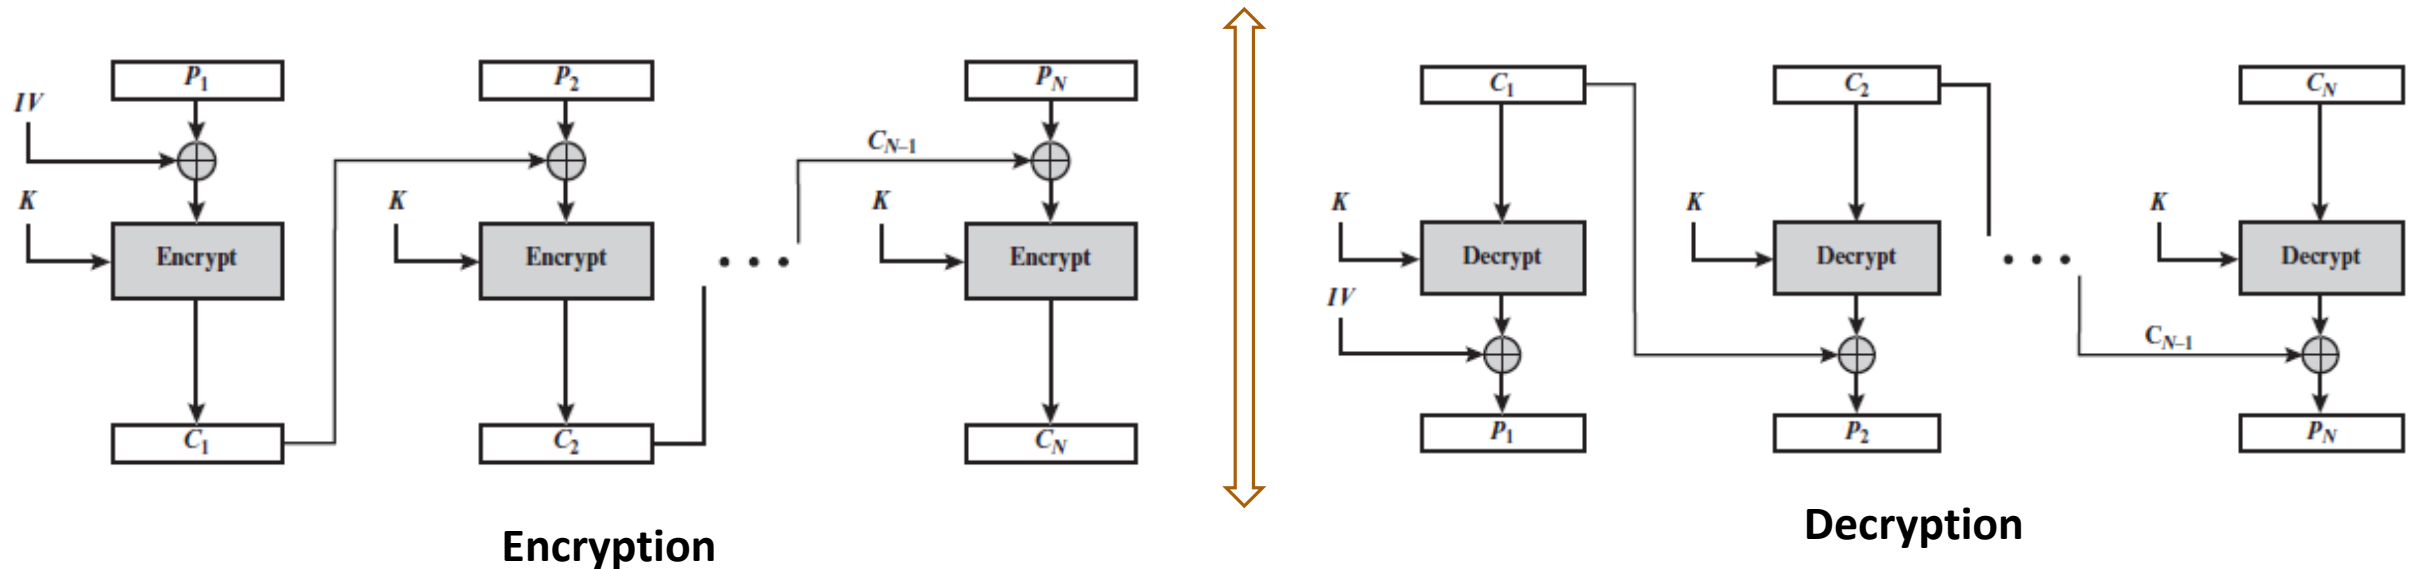 P1 P2 PN
IV
CN–1
K K K
Encrypt Encrypt Encrypt
. . .
C1 C2 CN
Encryption
C1 C2 CN
K K K
Decrypt Decrypt Decrypt
. . .
IV
CN–1
P1 P2 PN
Decryption